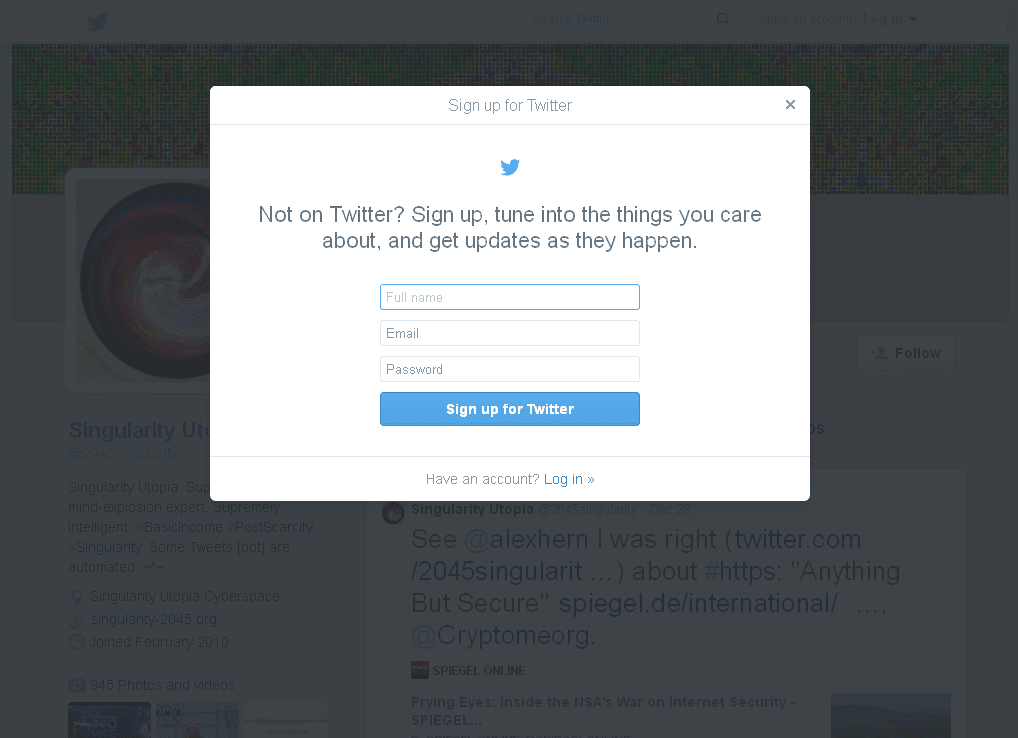 Search Twitter
Have an account? Log in
Sign up for Twitter
×
Not on Twitter? Sign up, tune into the things you care
about, and get updates as they happen.
Full name
Email
Password
Sign up for Twitter
Have an account? Log in »
Follow
Singularity
@2045singularity
Singularity Utopia.
mind-explosion expert. Supremely
intelligent. #BasicIncome #PostScarcity
#Singularity. Some Tweets [bot] are
automated. ~*~
Singularity Utopia Cyberspace
singularity-2045.org
Joined February 2010
945 Photos and videos
Singularity Utopia @2045singularity · Dec 28
See @alexhern I was right (twitter.com
/2045singularit ... ) about #https: "Anything
But Secure" spiegel.de/international/ ...,
@Cryptomeorg.
SPIEGEL ONLINE
Prying Eyes: Inside the NSA's War on Internet Security -
SPIEGEL...